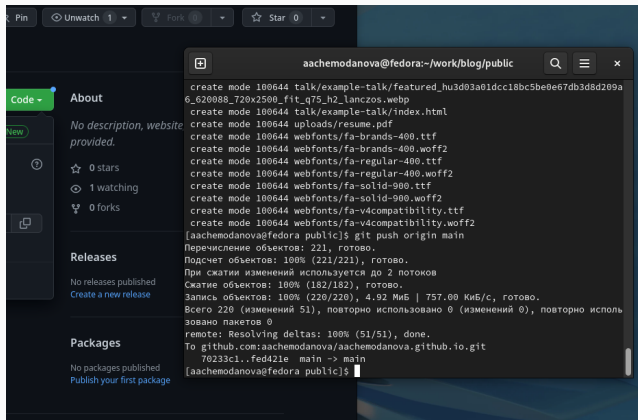 Pin
Unwatch 1
Fork 0
Star 0
Code
New
About
No description, website
provided.
0 stars
1 watching
0 forks
Releases
No releases published
Create a new release
Packages
No packages published
Publish your first package
aachemodanova@fedora:~/work/blog/public
create mode 100644 talk/example-talk/featured_hu3d03a01dcc18bc5be0e67db3d8d209a
6_620088_720x2500_fit_q75_h2_lanczos.webp
create mode 100644 talk/example-talk/index.html
create mode 100644 uploads/resume.pdf
create mode 100644 webfonts/fa-brands-400.ttf
create mode 100644 webfonts/fa-brands-400.woff2
create mode 100644 webfonts/fa-regular-400.ttf
create mode 100644 webfonts/fa-regular-400.woff2
create mode 100644 webfonts/fa-solid-900.ttf
create mode 100644 webfonts/fa-solid-900.woff2
create mode 100644 webfonts/fa-v4compatibility.ttf
create mode 100644 webfonts/fa-v4compatibility.woff2
[aachemodanova@fedora public]$ git push origin main
Перечисление объектов: 221, готово.
Подсчет объектов: 100% (221/221), готово.
При сжатии изменений используется до 2 потоков
Сжатие объектов: 100% (182/182), готово.
Запись объектов: 100% (220/220), 4.92 МиБ | 757.00 КиБ/с, готово.
Всего 220 (изменений 51), повторно использовано 0 (изменений 0), повторно исполь
зовано пакетов 0
remote: Resolving deltas: 100% (51/51), done.
To github.com:aachemodanova/aachemodanova.github.io.git
70233c1..fed421e main -> main
[aachemodanova@fedora public]$